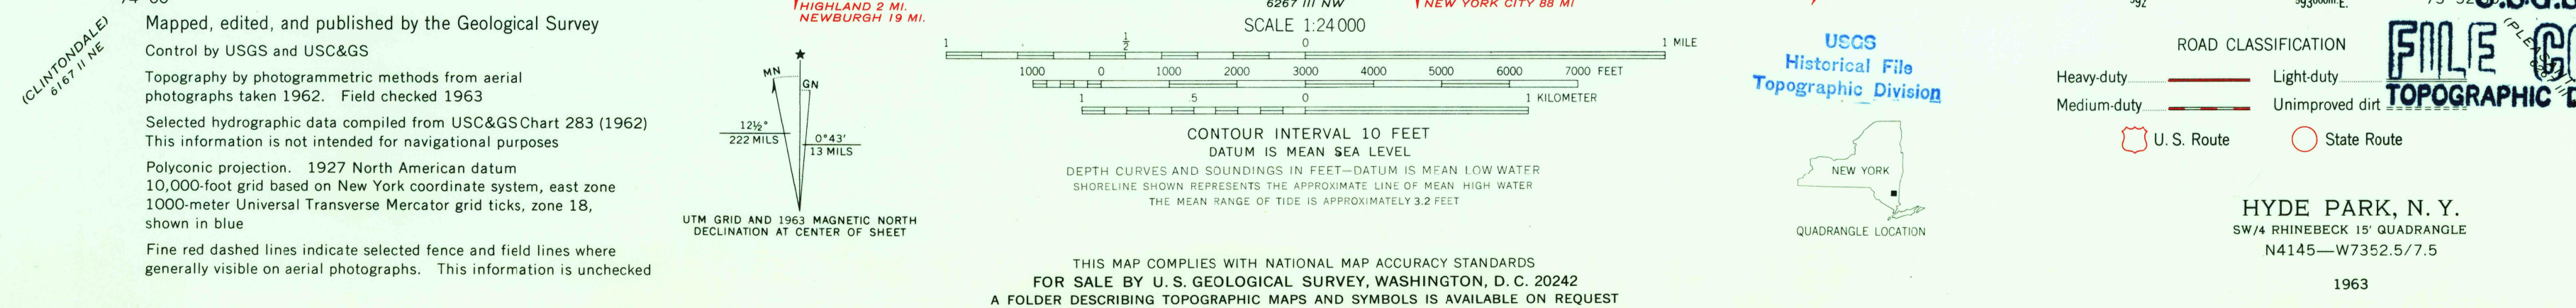 (CLINTONDALE)
6167 II NE
Mapped, edited, and published by the Geological Survey
Control by USGS and USC&GS
Topography by photogrammetric methods from aerial
photographs taken 1962. Field checked 1963
Selected hydrographic data compiled from USC&GS Chart 283 (1962)
This information is not intended for navigational purposes
Polyconic projection. 1927 North American datum
10,000-foot grid based on New York coordinate system, east zone
1000-meter Universal Transverse Mercator grid ticks, zone 18,
shown in blue
Fine red dashed lines indicate selected fence and field lines where
generally visible on aerial photographs. This information is unchecked
HIGHLAND 2 MI.
NEWBURGH 19 MI.
MN
GN
12½°
222 MILS
0°43′
13 MILS
UTM GRID AND 1963 MAGNETIC NORTH
DECLINATION AT CENTER OF SHEET
6267 III NW
NEW YORK CITY 88 MI
SCALE 1:24 000
1 ½ 0 1 MILE
1000 0 1000 2000 3000 4000 5000 6000 7000 FEET
1 .5 0 1 KILOMETER
CONTOUR INTERVAL 10 FEET
DATUM IS MEAN SEA LEVEL
DEPTH CURVES AND SOUNDINGS IN FEET—DATUM IS MEAN LOW WATER
SHORELINE SHOWN REPRESENTS THE APPROXIMATE LINE OF MEAN HIGH WATER
THE MEAN RANGE OF TIDE IS APPROXIMATELY 3.2 FEET
THIS MAP COMPLIES WITH NATIONAL MAP ACCURACY STANDARDS
FOR SALE BY U. S. GEOLOGICAL SURVEY, WASHINGTON, D. C. 20242
A FOLDER DESCRIBING TOPOGRAPHIC MAPS AND SYMBOLS IS AVAILABLE ON REQUEST
USGS
Historical File
Topographic Division
NEW YORK
QUADRANGLE LOCATION
ROAD CLASSIFICATION
Heavy-duty Light-duty
Medium-duty Unimproved dirt
U. S. Route State Route
FILE
TOPOGRAPHIC
HYDE PARK, N. Y.
SW/4 RHINEBECK 15′ QUADRANGLE
N4145—W7352.5/7.5
1963